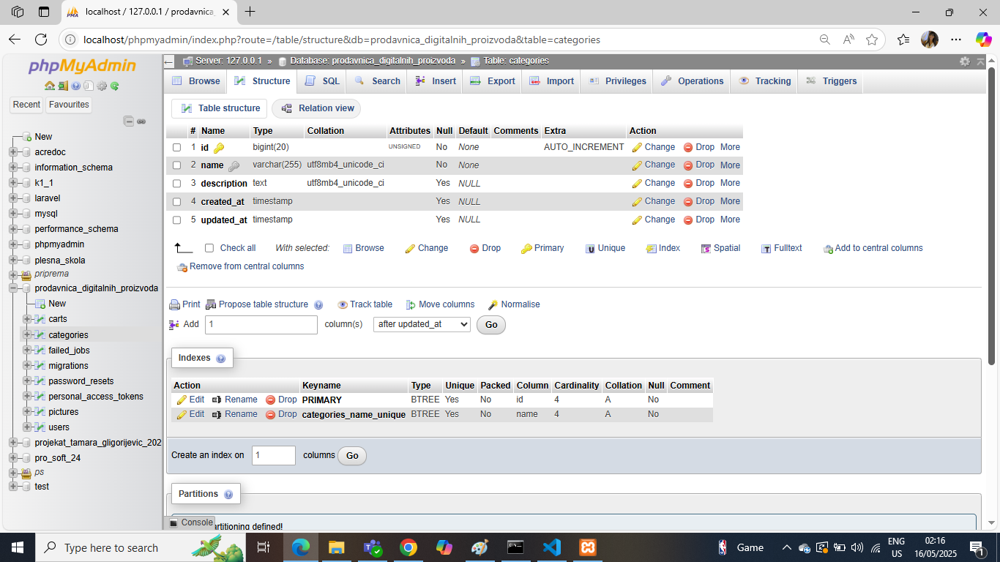 localhost / 127.0.0.1 / prodavnica_
localhost/phpmyadmin/index.php?route=/table/structure&db=prodavnica_digitalnih_proizvoda&table=categories
phpMyAdmin
Recent Favourites
New
acredoc
information_schema
k1_1
laravel
mysql
performance_schema
phpmyadmin
plesna_skola
priprema
prodavnica_digitalnih_proizvoda
New
carts
categories
failed_jobs
migrations
password_resets
personal_access_tokens
pictures
users
projekat_tamara_gligorijevic_202
pro_soft_24
ps
test
Server: 127.0.0.1 » Database: prodavnica_digitalnih_proizvoda » Table: categories
Browse Structure SQL Search Insert Export Import Privileges Operations Tracking Triggers
Table structure Relation view
# Name Type Collation Attributes Null Default Comments Extra Action
1 id bigint(20) UNSIGNED No None AUTO_INCREMENT Change Drop More
2 name varchar(255) utf8mb4_unicode_ci No None Change Drop More
3 description text utf8mb4_unicode_ci Yes NULL Change Drop More
4 created_at timestamp Yes NULL Change Drop More
5 updated_at timestamp Yes NULL Change Drop More
Check all With selected: Browse Change Drop Primary Unique Index Spatial Fulltext Add to central columns
Remove from central columns
Print Propose table structure Track table Move columns Normalise
Add 1 column(s) after updated_at Go
Indexes
Action Keyname Type Unique Packed Column Cardinality Collation Null Comment
Edit Rename Drop PRIMARY BTREE Yes No id 4 A No
Edit Rename Drop categories_name_unique BTREE Yes No name 4 A No
Create an index on 1 columns Go
Partitions
Console artitioning defined!
Type here to search
Game
ENG
US
02:16
16/05/2025
1